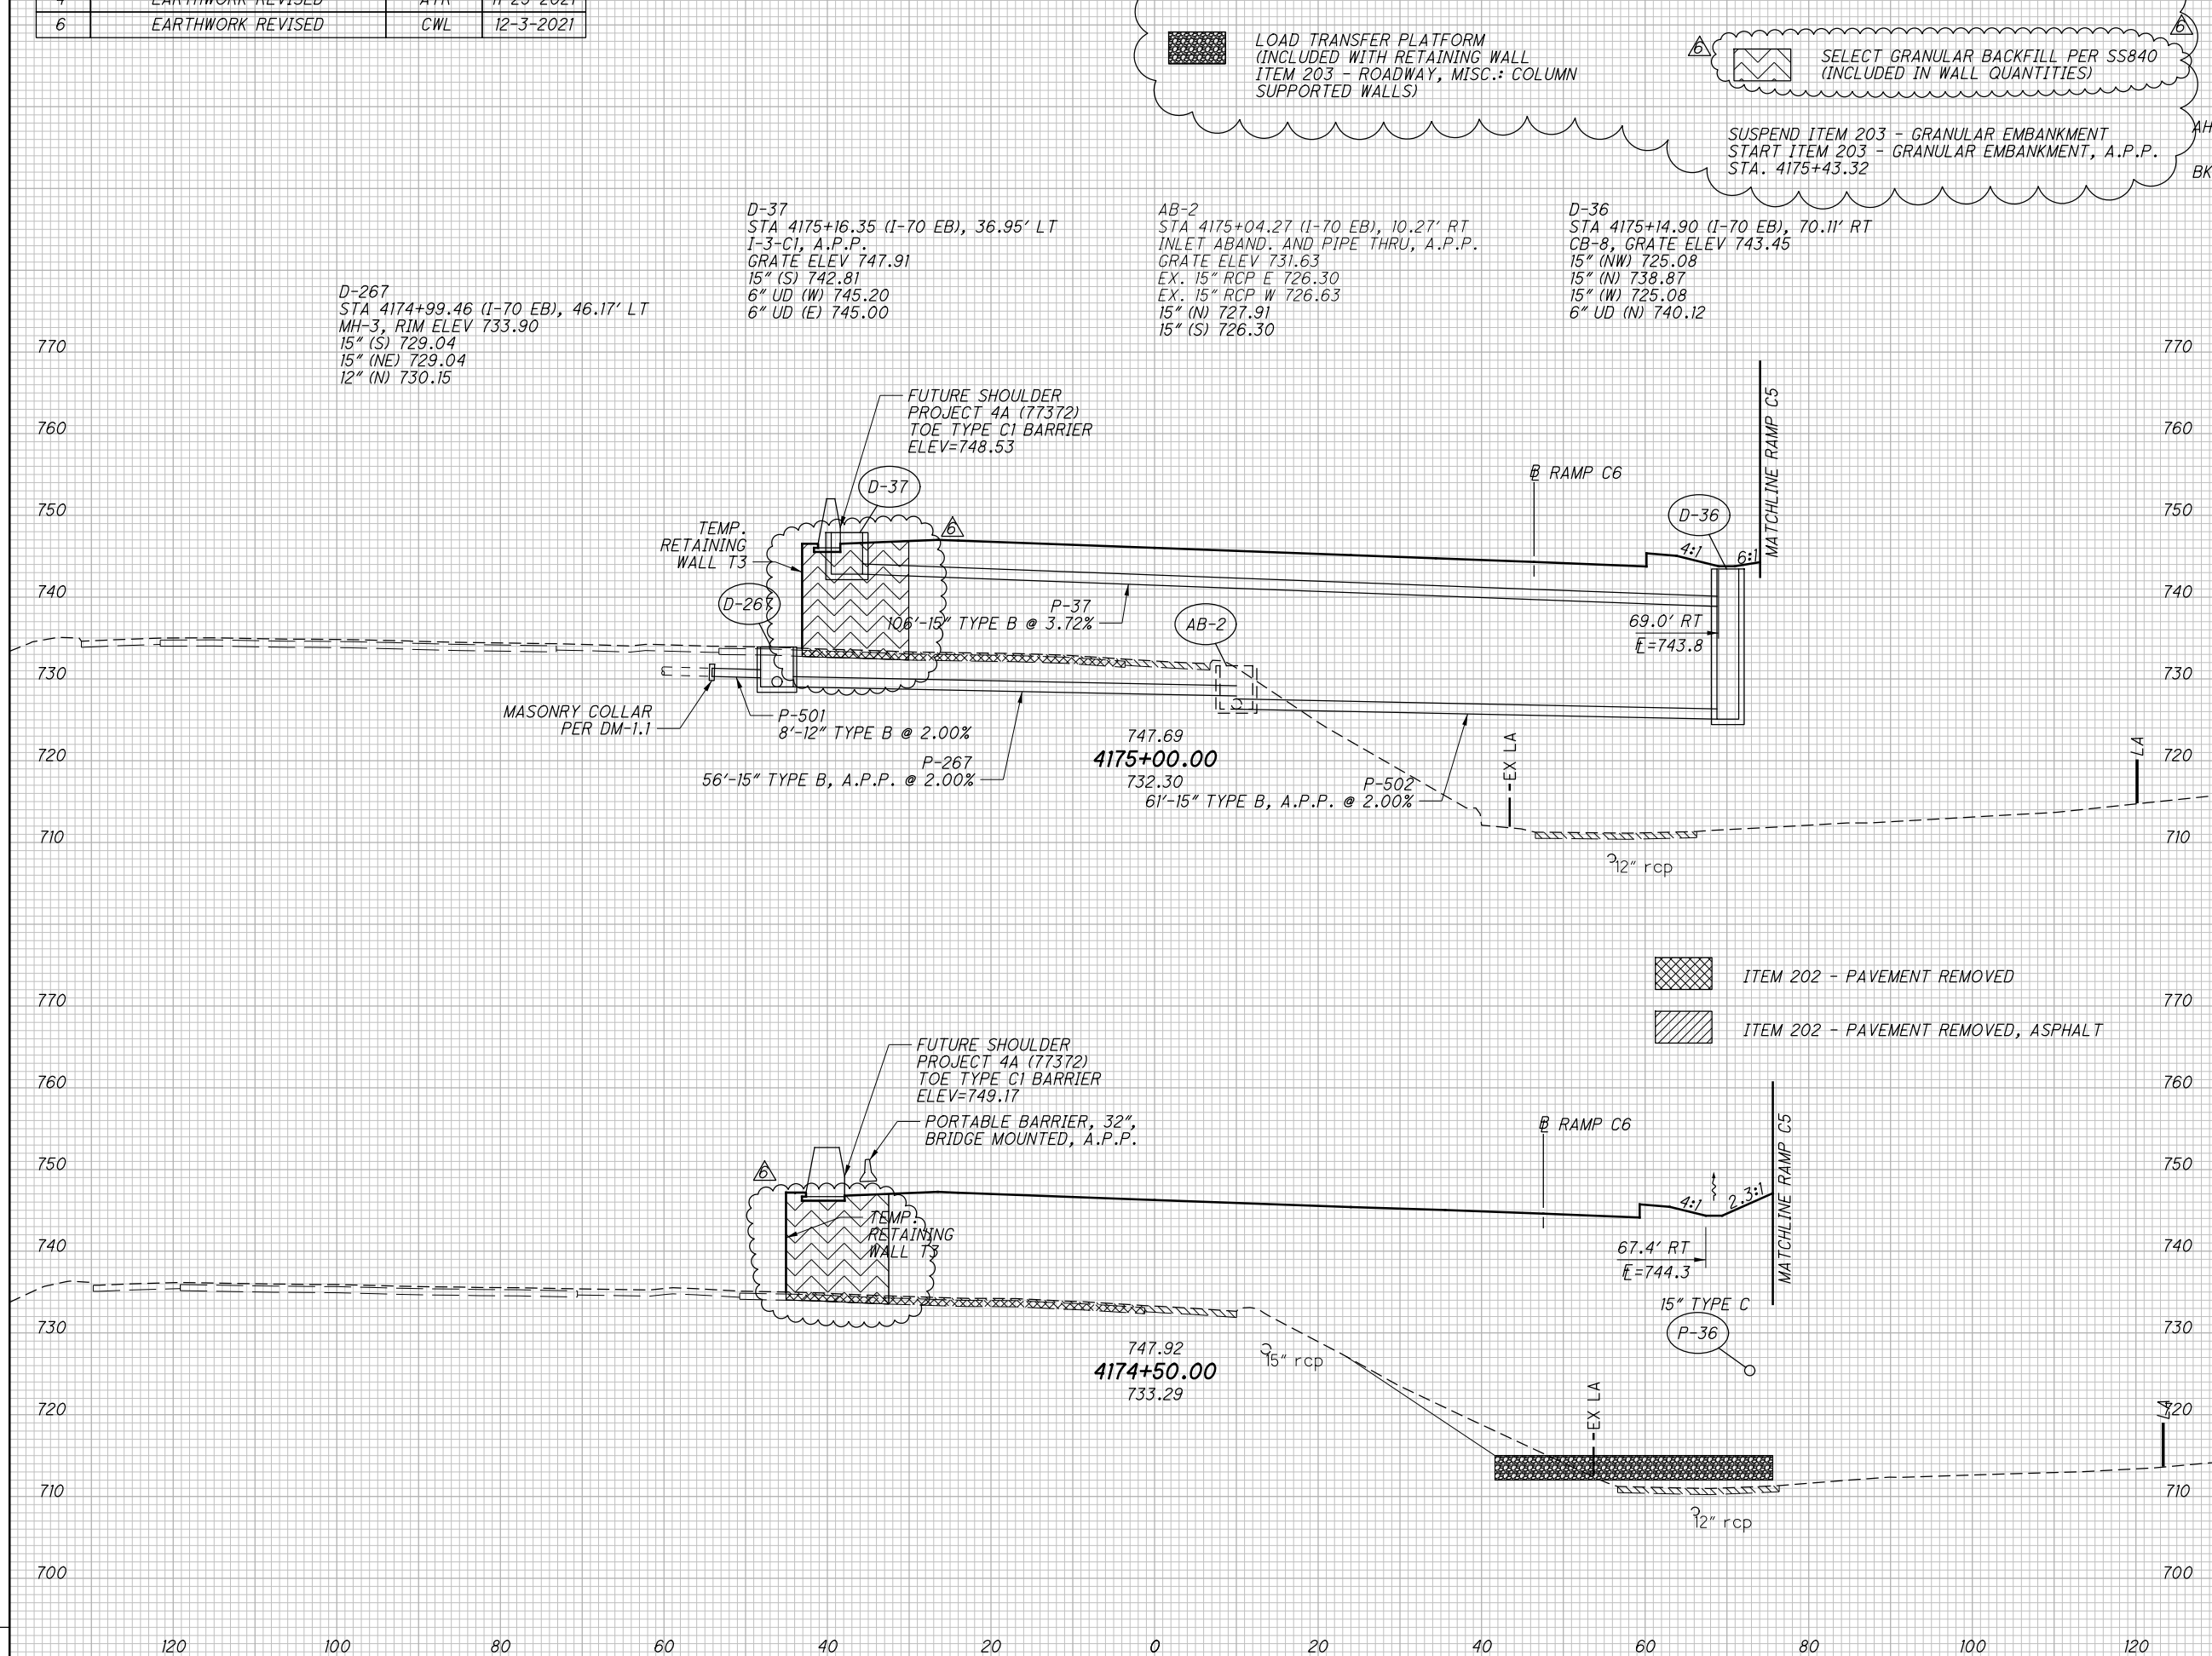 4 EARTHWORK REVISED 11-23-2021
6 EARTHWORK REVISED CWL 12-3-2021
LOAD TRANSFER PLATFORM
(INCLUDED WITH RETAINING WALL
ITEM 203 - ROADWAY, MISC.: COLUMN
SUPPORTED WALLS)
6
6
SELECT GRANULAR BACKFILL PER SS840
(INCLUDED IN WALL QUANTITIES)
SUSPEND ITEM 203 - GRANULAR EMBANKMENT
START ITEM 203 - GRANULAR EMBANKMENT, A.P.P.
STA. 4175+43.32
AH
BK
D-267
STA 4174+99.46 (I-70 EB), 46.17' LT
MH-3, RIM ELEV 733.90
15" (S) 729.04
15" (NE) 729.04
12" (N) 730.15
D-37
STA 4175+16.35 (I-70 EB), 36.95' LT
I-3-C1, A.P.P.
GRATE ELEV 747.91
15" (S) 742.81
6" UD (W) 745.20
6" UD (E) 745.00
AB-2
STA 4175+04.27 (I-70 EB), 10.27' RT
INLET ABAND. AND PIPE THRU, A.P.P.
GRATE ELEV 731.63
EX. 15" RCP E 726.30
EX. 15" RCP W 726.63
15" (N) 727.91
15" (S) 726.30
D-36
STA 4175+14.90 (I-70 EB), 70.11' RT
CB-8, GRATE ELEV 743.45
15" (NW) 725.08
15" (N) 738.87
15" (W) 725.08
6" UD (N) 740.12
770
760
750
740
730
720
710
770
760
750
740
730
720
710
FUTURE SHOULDER
PROJECT 4A (77372)
TOE TYPE C1 BARRIER
ELEV=748.53
D-37
6
TEMP.
RETAINING
WALL T3
D-267
B RAMP C6
D-36
4:1
6:1
MATCHLINE RAMP C5
P-37
106'-15" TYPE B @ 3.72%
AB-2
69.0' RT
E=743.8
MASONRY COLLAR
PER DM-1.1
P-501
8'-12" TYPE B @ 2.00%
P-267
56'-15" TYPE B, A.P.P. @ 2.00%
747.69
4175+00.00
732.30
P-502
61'-15" TYPE B, A.P.P. @ 2.00%
EX LA
LA
12" rcp
ITEM 202 - PAVEMENT REMOVED
ITEM 202 - PAVEMENT REMOVED, ASPHALT
770
760
750
740
730
720
710
700
770
760
750
740
730
720
710
700
FUTURE SHOULDER
PROJECT 4A (77372)
TOE TYPE C1 BARRIER
ELEV=749.17
PORTABLE BARRIER, 32",
BRIDGE MOUNTED, A.P.P.
6
TEMP.
RETAINING
WALL T3
B RAMP C6
4:1
2.3:1
MATCHLINE RAMP C5
67.4' RT
E=744.3
15" TYPE C
P-36
747.92
4174+50.00
733.29
15" rcp
EX LA
LA
12" rcp
120 100 80 60 40 20 0 20 40 60 80 100 120